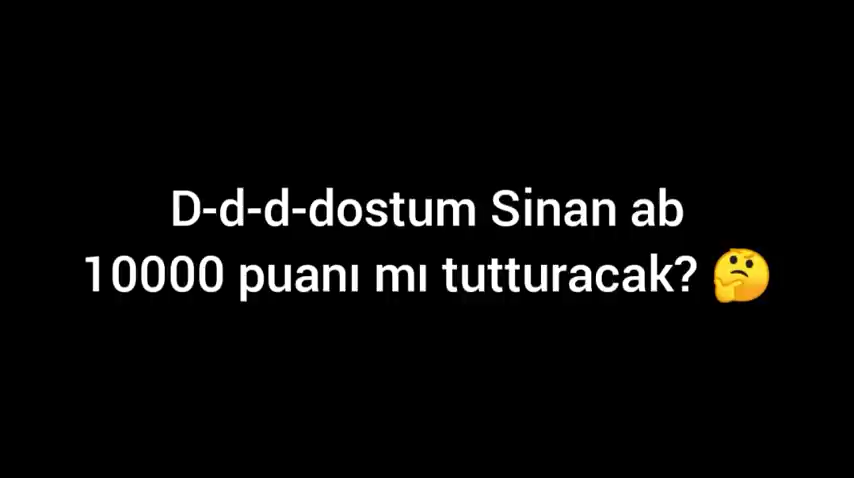 D-d-d-dostum Sinan ab
10000 puanı mı tutturacak? 🤔